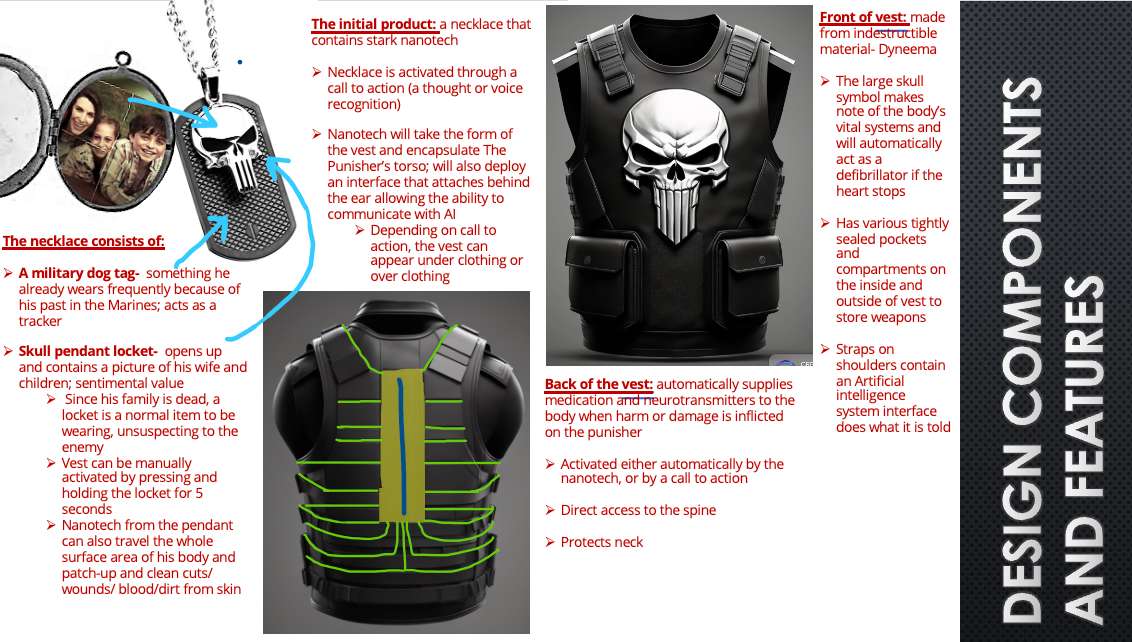 The initial product: a necklace that
contains stark nanotech
➢ Necklace is activated through a
call to action (a thought or voice
recognition)
➢ Nanotech will take the form of
the vest and encapsulate The
Punisher's torso; will also deploy
an interface that attaches behind
the ear allowing the ability to
communicate with AI
➢ Depending on call to
action, the vest can
appear under clothing or
over clothing
The necklace consists of:
➢ A military dog tag- something he
already wears frequently because of
his past in the Marines; acts as a
tracker
➢ Skull pendant locket- opens up
and contains a picture of his wife and
children; sentimental value
➢ Since his family is dead, a
locket is a normal item to be
wearing, unsuspecting to the
enemy
➢ Vest can be manually
activated by pressing and
holding the locket for 5
seconds
➢ Nanotech from the pendant
can also travel the whole
surface area of his body and
patch-up and clean cuts/
wounds/ blood/dirt from skin
Front of vest: made
from indestructible
material- Dyneema
➢ The large skull
symbol makes
note of the body's
vital systems and
will automatically
act as a
defibrillator if the
heart stops
➢ Has various tightly
sealed pockets
and
compartments on
the inside and
outside of vest to
store weapons
➢ Straps on
shoulders contain
an Artificial
intelligence
system interface
does what it is told
Back of the vest: automatically supplies
medication and neurotransmitters to the
body when harm or damage is inflicted
on the punisher
➢ Activated either automatically by the
nanotech, or by a call to action
➢ Direct access to the spine
➢ Protects neck
DESIGN COMPONENTS
AND FEATURES